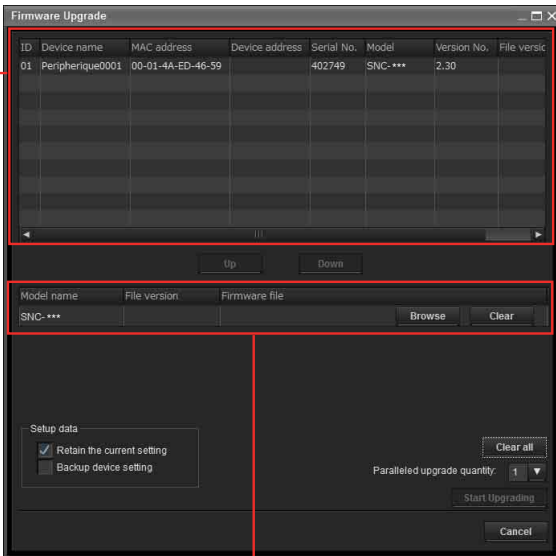 Firmware Upgrade
ID Device name MAC address Device address Serial No. Model Version No. File versic
01 Peripherique0001 00-01-4A-ED-46-59 402749 SNC-*** 2.30
Up Down
Model name File version Firmware file
SNC-*** Browse Clear
Setup data
Retain the current setting
Backup device setting
Clear all
Paralleled upgrade quantity: 1
Start Upgrading
Cancel